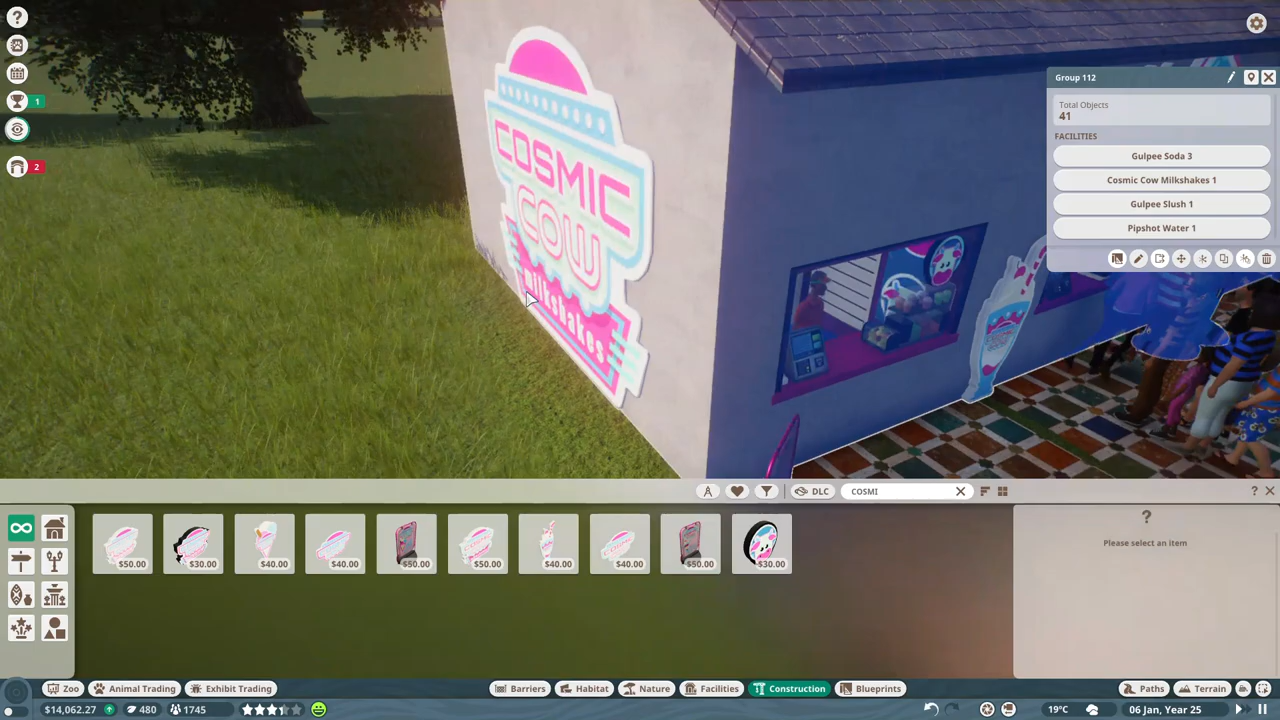 ?
1
2
COSMIC
COW
Milkshakes
Group 112
Total Objects
41
FACILITIES
Gulpee Soda 3
Cosmic Cow Milkshakes 1
Gulpee Slush 1
Pipshot Water 1
DLC
COSMI
?
$50.00
$30.00
$40.00
$40.00
$50.00
$50.00
$40.00
$40.00
$50.00
$30.00
?
Please select an item
Zoo
Animal Trading
Exhibit Trading
Barriers
Habitat
Nature
Facilities
Construction
Blueprints
Paths
Terrain
$14,062.27
480
1745
19°C
06 Jan, Year 25